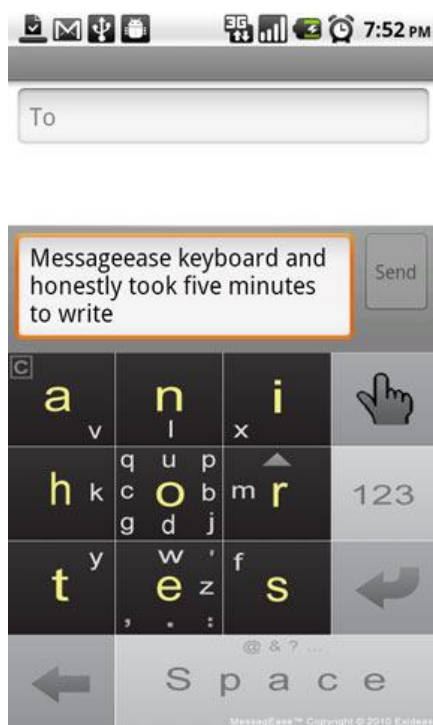 3G
7:52 PM
To
Messageease keyboard and
honestly took five minutes
to write
Send
C
a v
n l
i x
h k
q u p
c o b
g d j
m r
123
t y
w '
e z
, . :
f
s
@ & ? ...
Space
MessagEase™ Copyright © 2010 Exideas